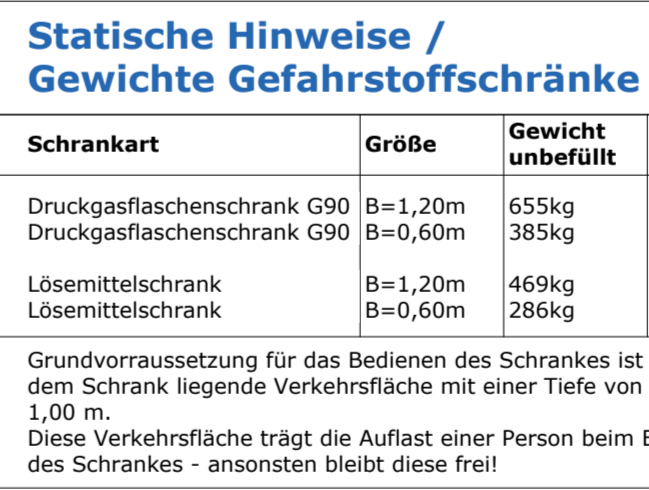 Statische Hinweise /
Gewichte Gefahrstoffschränke
Schrankart Größe Gewicht unbefüllt
Druckgasflaschenschrank G90 B=1,20m 655kg
Druckgasflaschenschrank G90 B=0,60m 385kg
Lösemittelschrank B=1,20m 469kg
Lösemittelschrank B=0,60m 286kg
Grundvorraussetzung für das Bedienen des Schrankes ist
dem Schrank liegende Verkehrsfläche mit einer Tiefe von
1,00 m.
Diese Verkehrsfläche trägt die Auflast einer Person beim
des Schrankes - ansonsten bleibt diese frei!